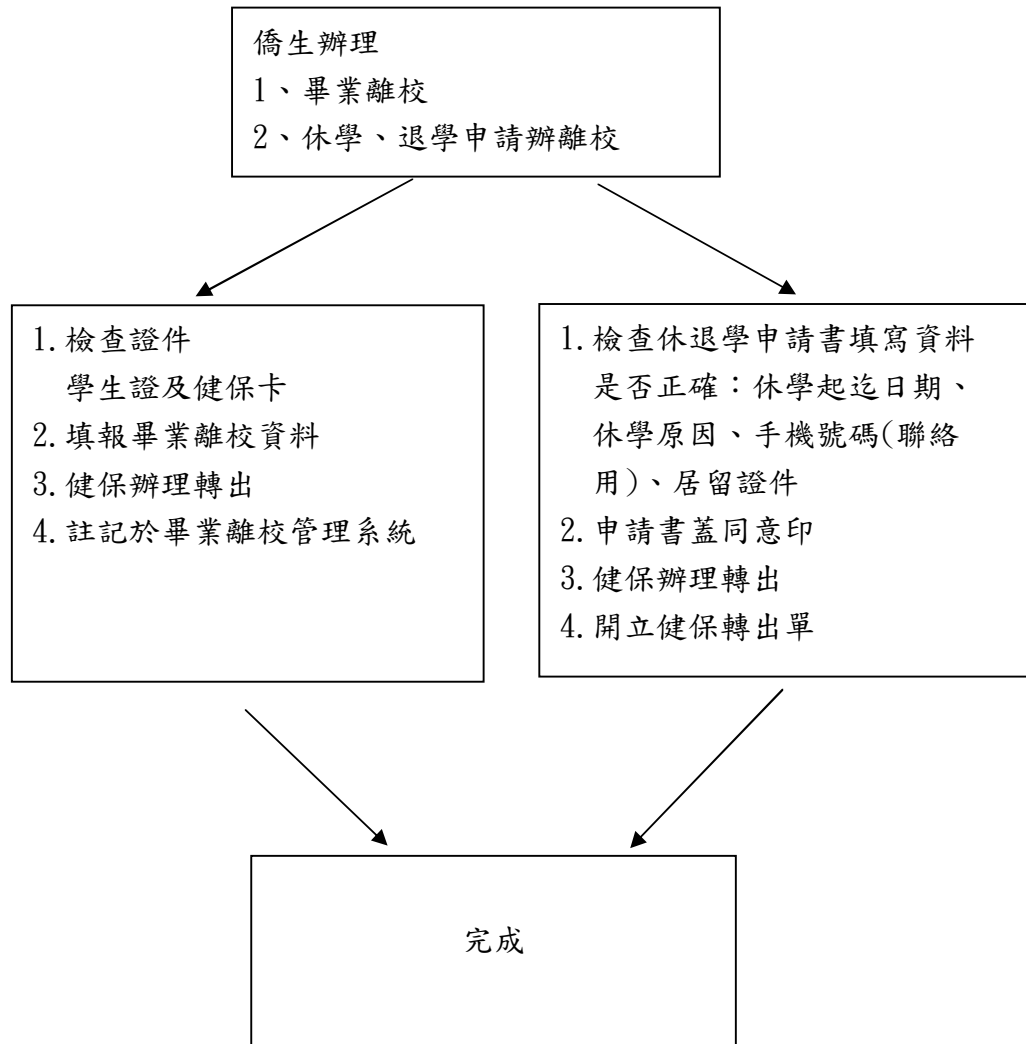 僑生辦理
1、畢業離校
2、休學、退學申請辦離校
1.檢查證件
學生證及健保卡
2.填報畢業離校資料
3.健保辦理轉出
4.註記於畢業離校管理系統
1.檢查休退學申請書填寫資料
是否正確：休學起迄日期、
休學原因、手機號碼(聯絡
用)、居留證件
2.申請書蓋同意印
3.健保辦理轉出
4.開立健保轉出單
完成